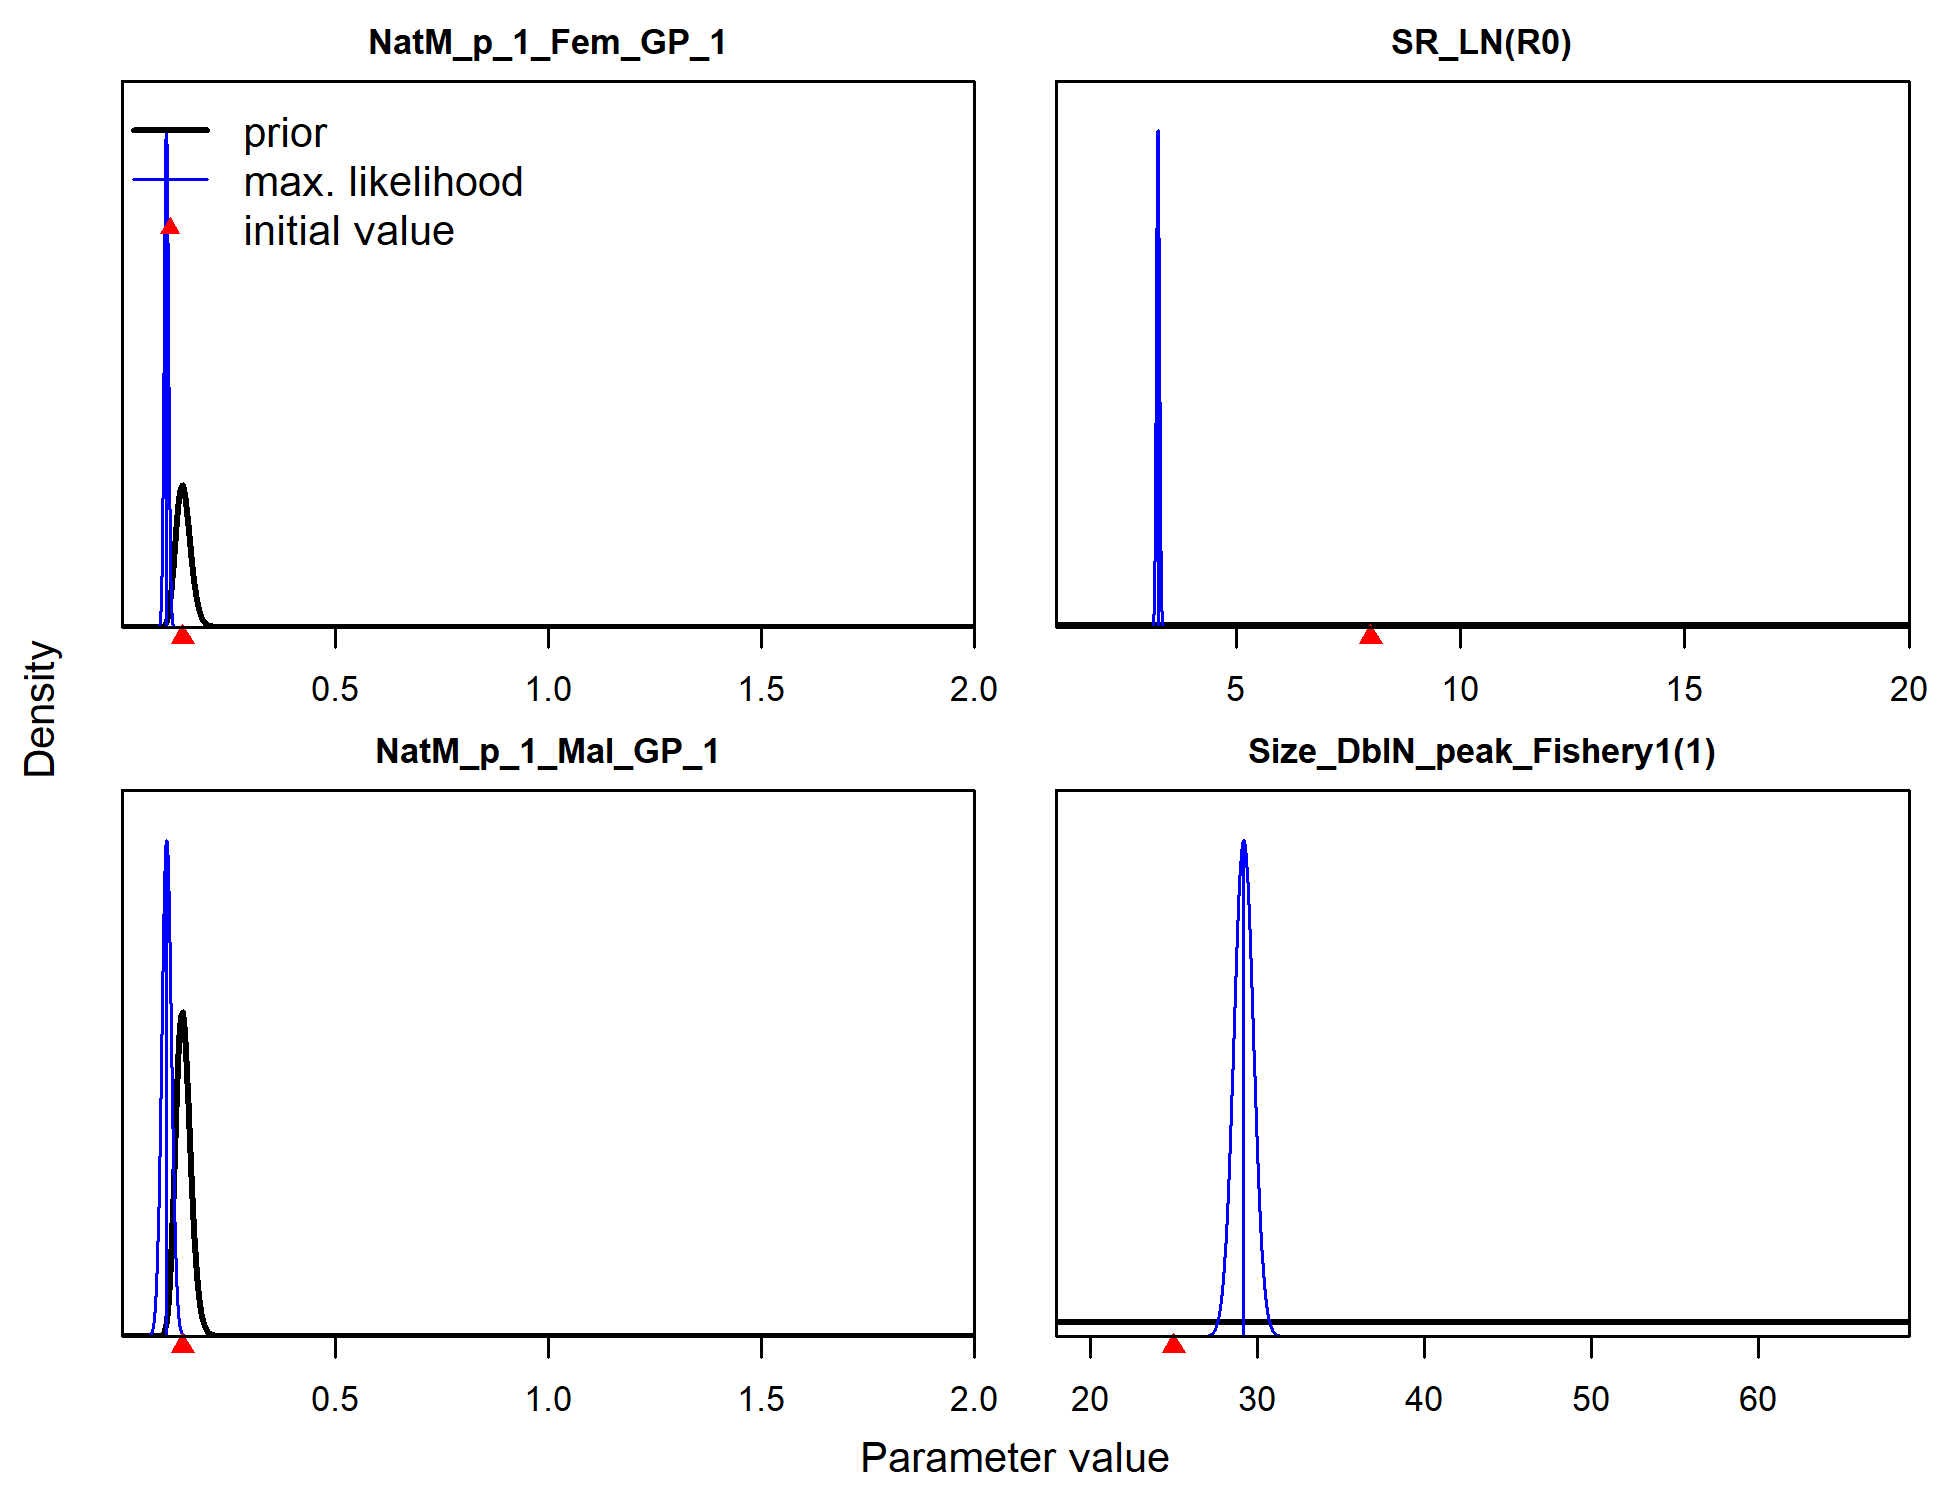 NatM_p_1_Fem_GP_1
prior
max. likelihood
initial value
0.5 1.0 1.5 2.0
SR_LN(R0)
5 10 15 20
NatM_p_1_Mal_GP_1
0.5 1.0 1.5 2.0
Size_DblN_peak_Fishery1(1)
20 30 40 50 60
Density
Parameter value